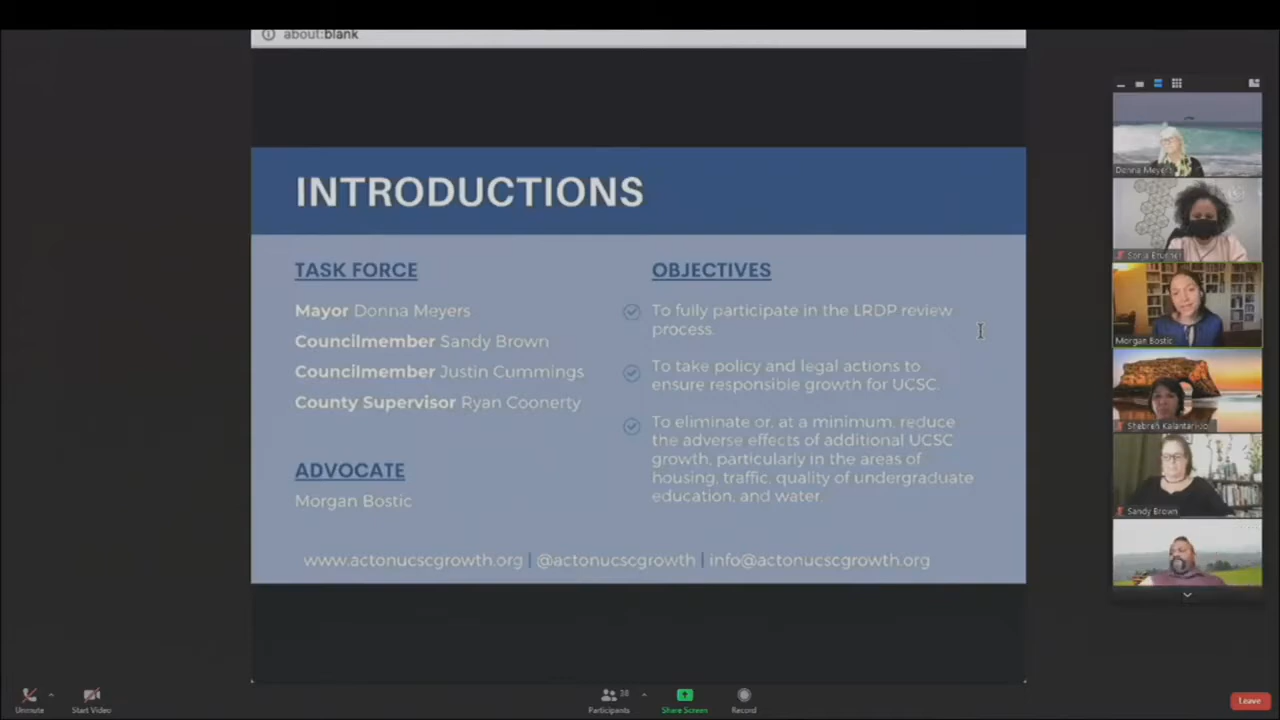 about:blank
INTRODUCTIONS
TASK FORCE
Mayor Donna Meyers
Councilmember Sandy Brown
Councilmember Justin Cummings
County Supervisor Ryan Coonerty
ADVOCATE
Morgan Bostic
OBJECTIVES
To fully participate in the LRDP review
process.
To take policy and legal actions to
ensure responsible growth for UCSC.
To eliminate or, at a minimum, reduce
the adverse effects of additional UCSC
growth, particularly in the areas of
housing, traffic, quality of undergraduate
education, and water.
www.actonucscgrowth.org | @actonucscgrowth | info@actonucscgrowth.org
Donna Meyers
Morgan Bostic
Sandy Brown
Unmute
Start Video
Participants
38
Share Screen
Record
Leave